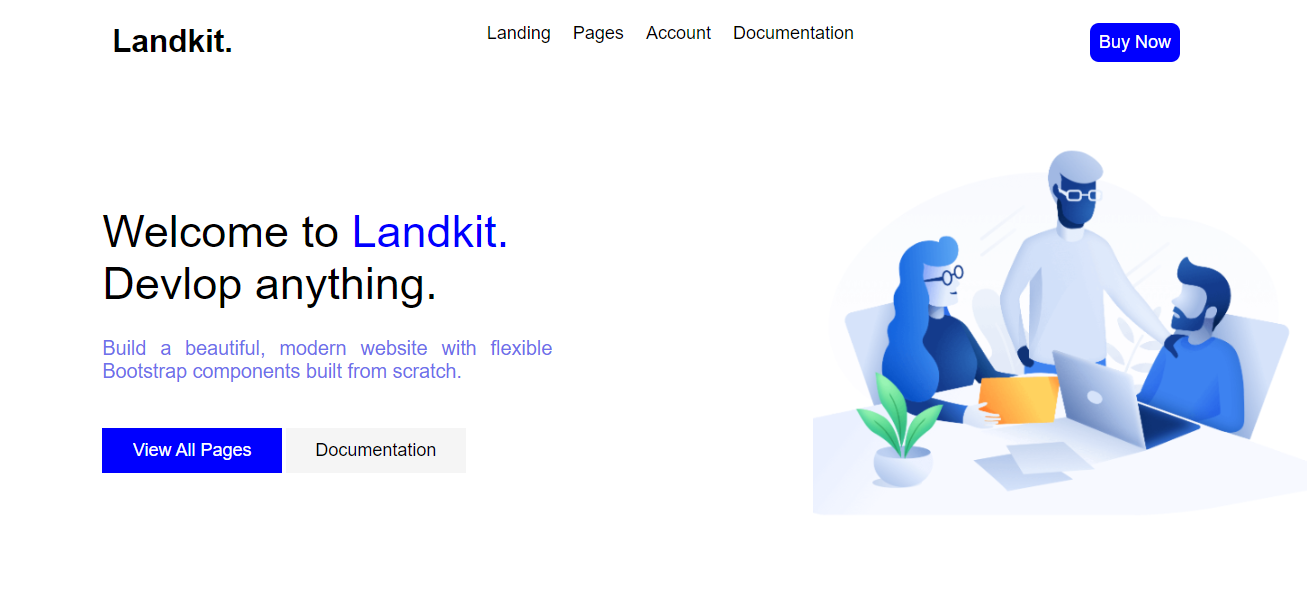 Landkit.
Landing Pages Account Documentation
Buy Now
Welcome to Landkit.
Devlop anything.
Build a beautiful, modern website with flexible
Bootstrap components built from scratch.
View All Pages Documentation